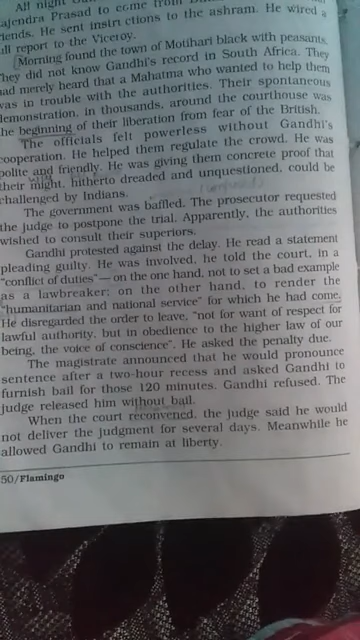 All night
ajendra Prasad to come from
iends. He sent instr ctions to the ashram. He wired a
ull report to the Viceroy.
Morning found the town of Motihari black with peasants.
They did not know Gandhi's record in South Africa. They
had merely heard that a Mahatma who wanted to help them
was in trouble with the authorities. Their spontaneous
demonstration, in thousands, around the courthouse was
the beginning of their liberation from fear of the British.
The officials felt powerless without Gandhi's
cooperation. He helped them regulate the crowd. He was
polite and friendly. He was giving them concrete proof that
their might, hitherto dreaded and unquestioned, could be
challenged by Indians.
The government was baffled. The prosecutor requested
the judge to postpone the trial. Apparently, the authorities
wished to consult their superiors.
Gandhi protested against the delay. He read a statement
pleading guilty. He was involved, he told the court, in a
“conflict of duties”— on the one hand, not to set a bad example
as a lawbreaker; on the other hand, to render the
“humanitarian and national service” for which he had come.
He disregarded the order to leave, “not for want of respect for
lawful authority, but in obedience to the higher law of our
being, the voice of conscience”. He asked the penalty due.
The magistrate announced that he would pronounce
sentence after a two-hour recess and asked Gandhi to
furnish bail for those 120 minutes. Gandhi refused. The
judge released him without bail.
When the court reconvened, the judge said he would
not deliver the judgment for several days. Meanwhile he
allowed Gandhi to remain at liberty.
50/Flamingo